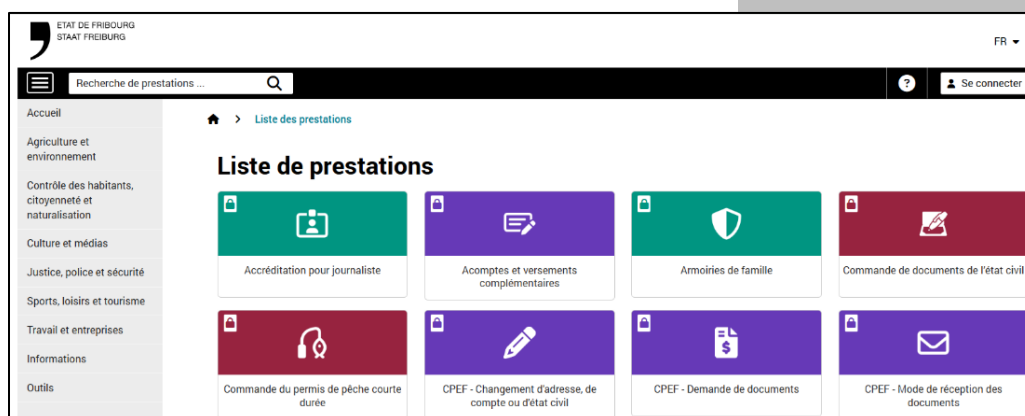 ETAT DE FRIBOURG
STAAT FREIBURG
FR
Recherche de prestations ...
?
Se connecter
Accueil
Agriculture et
environnement
Contrôle des habitants,
citoyenneté et
naturalisation
Culture et médias
Justice, police et sécurité
Sports, loisirs et tourisme
Travail et entreprises
Informations
Outils
Liste des prestations
Liste de prestations
Accréditation pour journaliste
Acomptes et versements
complémentaires
Armoiries de famille
Commande de documents de l'état civil
Commande du permis de pêche courte
durée
CPEF - Changement d'adresse, de
compte ou d'état civil
CPEF - Demande de documents
CPEF - Mode de réception des
documents